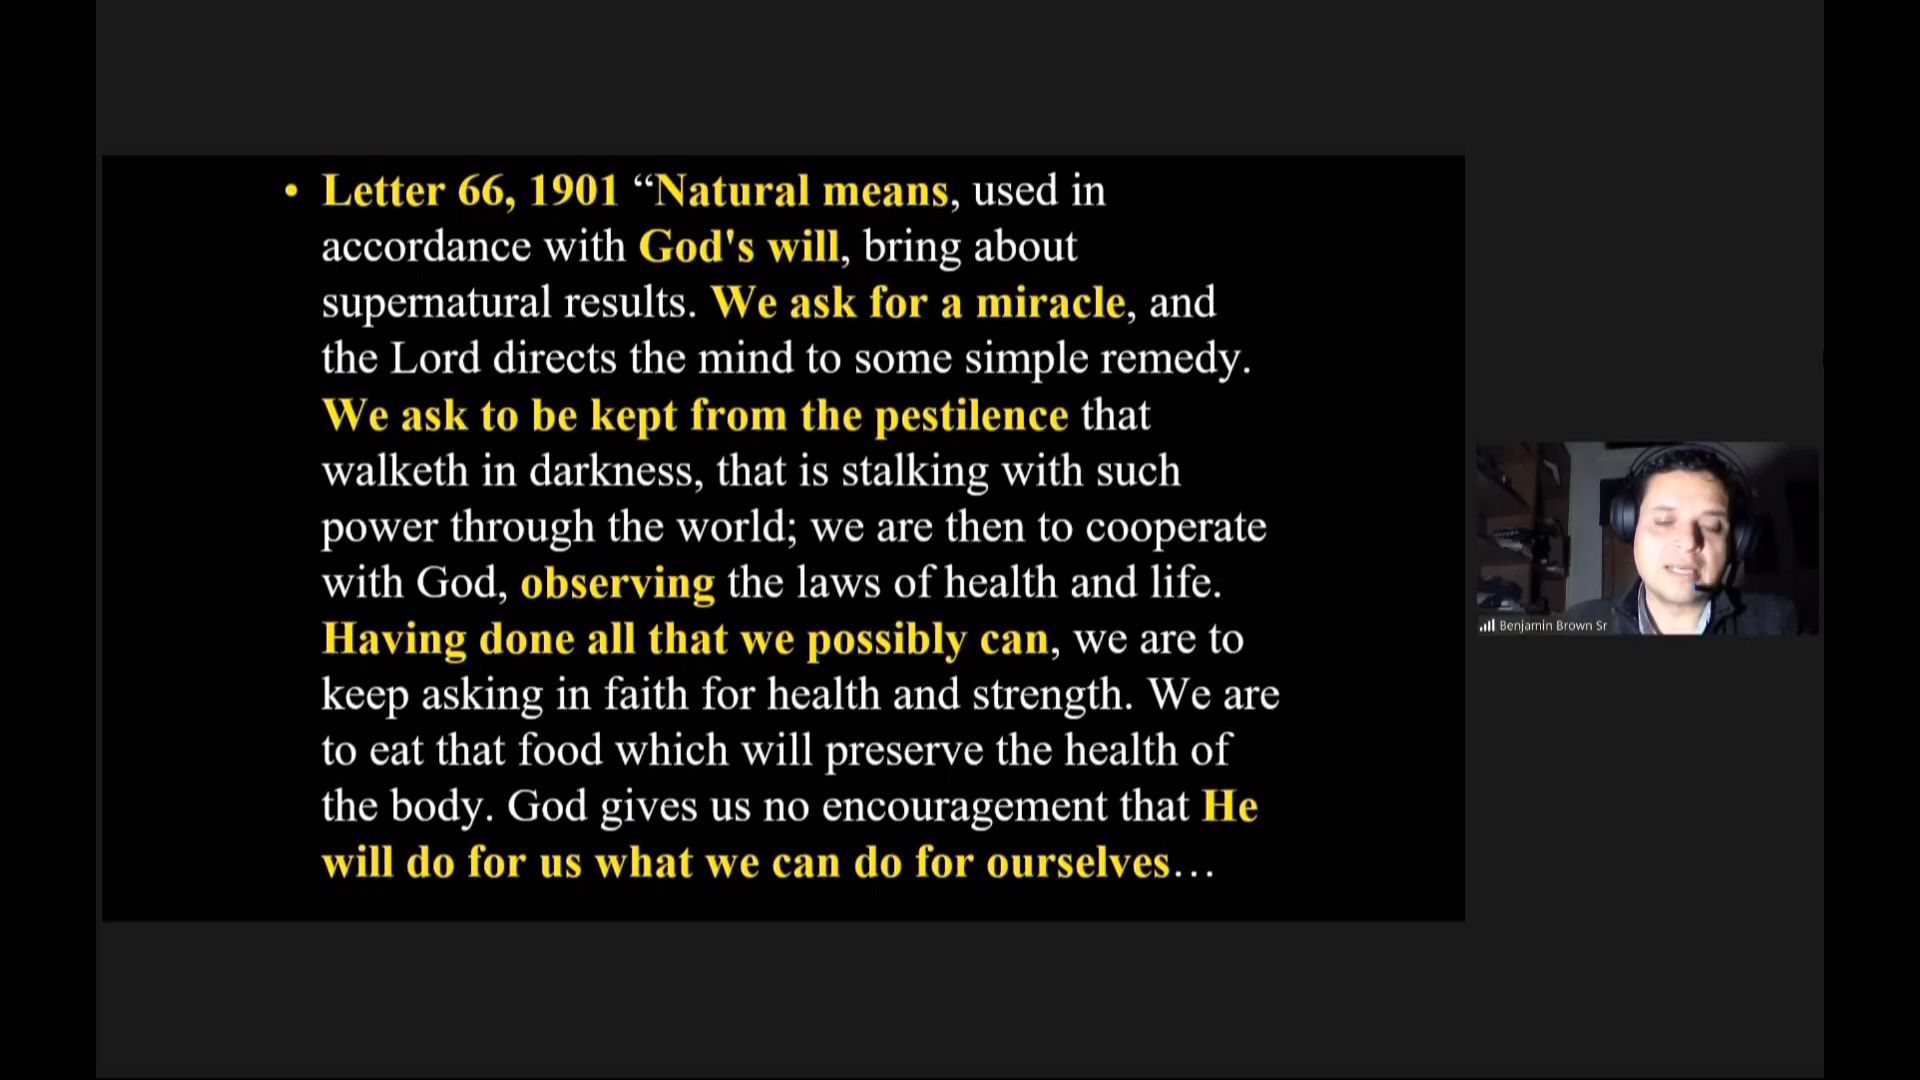 • Letter 66, 1901 “Natural means, used in
accordance with God's will, bring about
supernatural results. We ask for a miracle, and
the Lord directs the mind to some simple remedy.
We ask to be kept from the pestilence that
walketh in darkness, that is stalking with such
power through the world; we are then to cooperate
with God, observing the laws of health and life.
Having done all that we possibly can, we are to
keep asking in faith for health and strength. We are
to eat that food which will preserve the health of
the body. God gives us no encouragement that He
will do for us what we can do for ourselves…
Benjamin Brown Sr